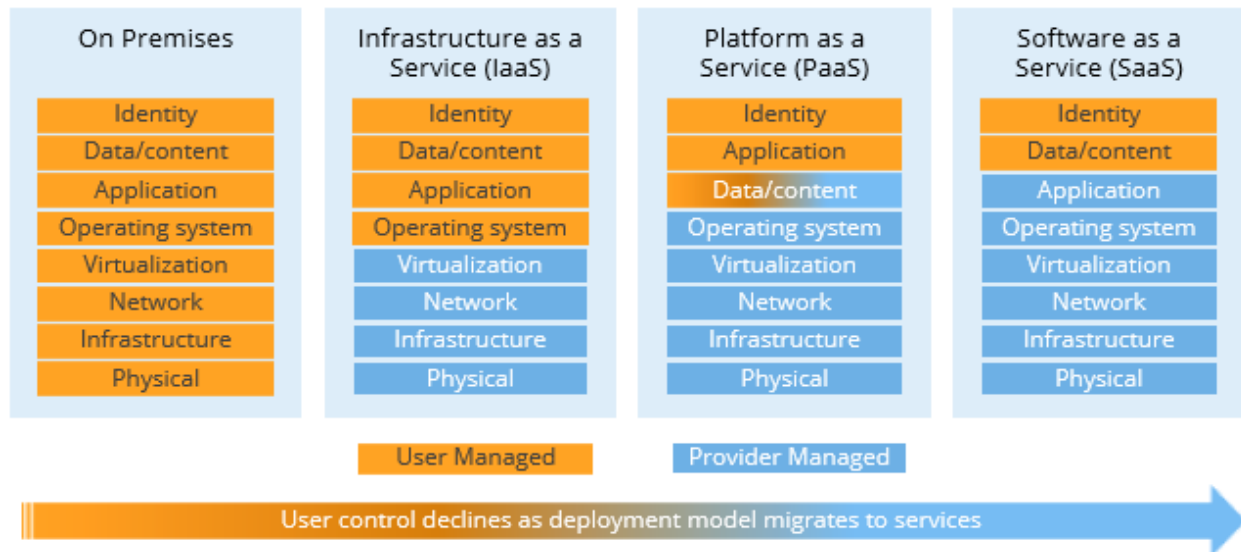 On Premises
Identity
Data/content
Application
Operating system
Virtualization
Network
Infrastructure
Physical
Infrastructure as a
Service (IaaS)
Identity
Data/content
Application
Operating system
Virtualization
Network
Infrastructure
Physical
Platform as a
Service (PaaS)
Identity
Application
Data/content
Operating system
Virtualization
Network
Infrastructure
Physical
Software as a
Service (SaaS)
Identity
Data/content
Application
Operating system
Virtualization
Network
Infrastructure
Physical
User Managed
Provider Managed
User control declines as deployment model migrates to services